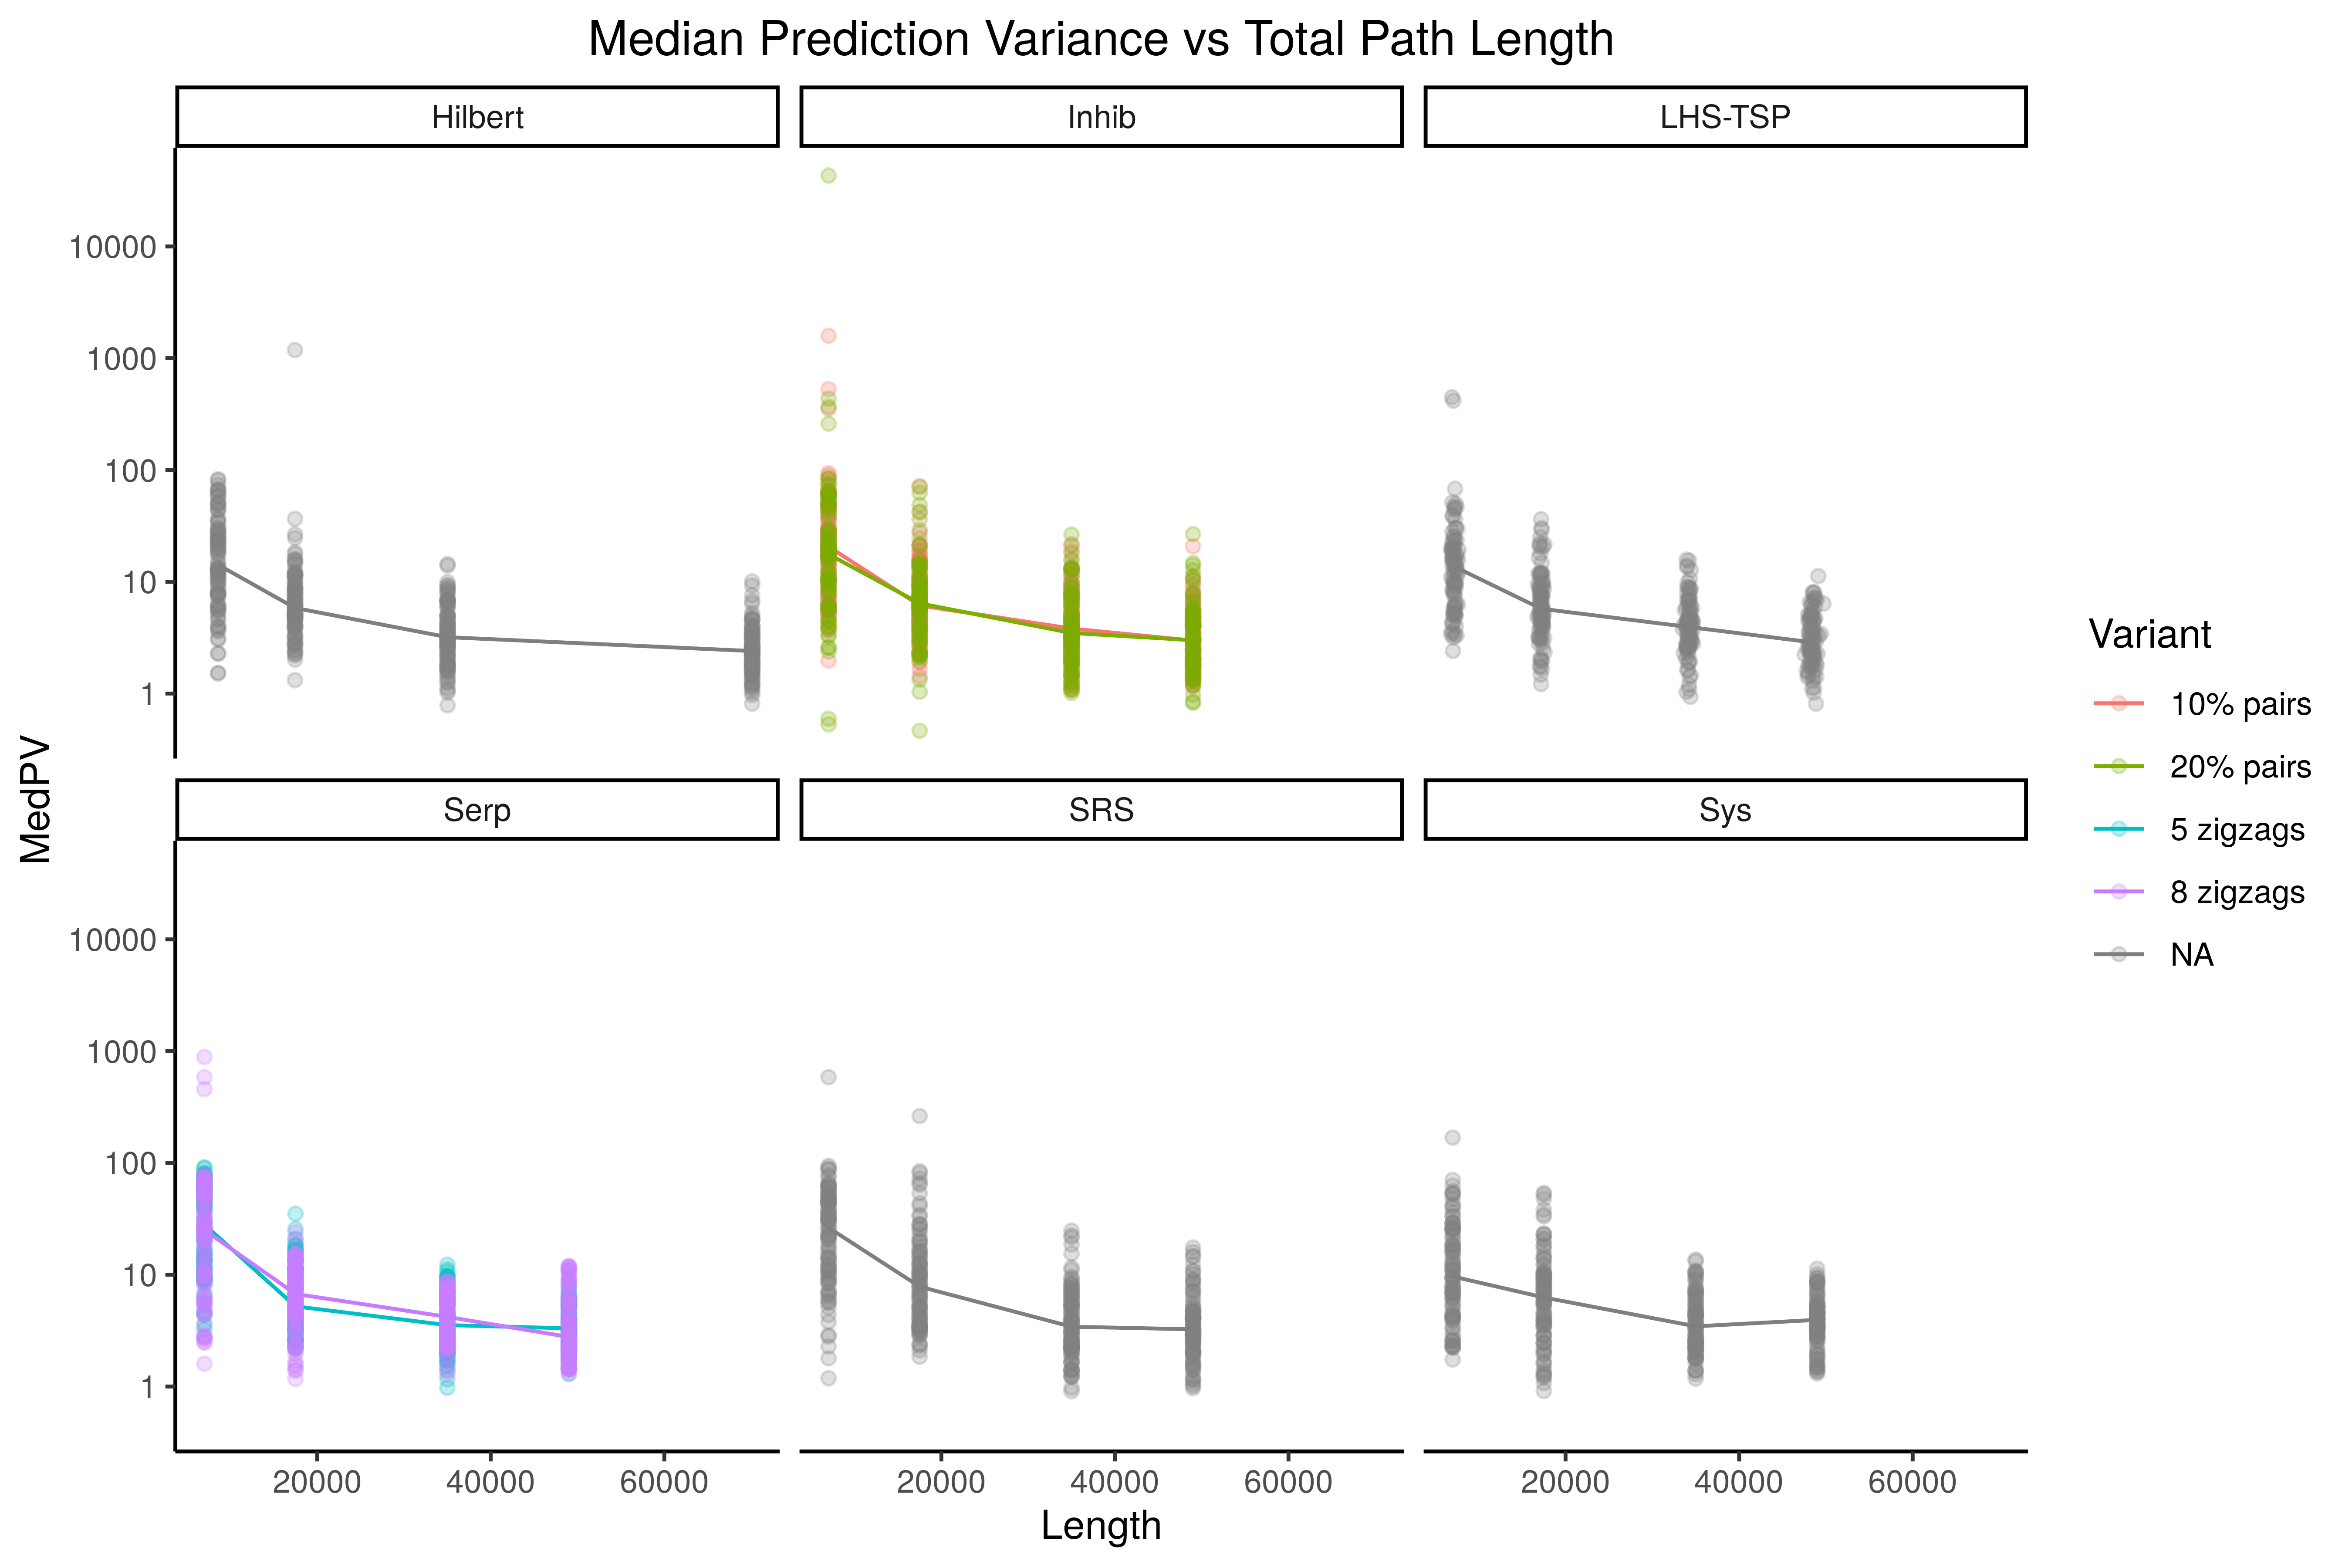 Median Prediction Variance vs Total Path Length
Hilbert
Inhib
LHS-TSP
10000
1000
100
10
1
MedPV
Serp
SRS
Sys
10000
1000
100
10
1
20000 40000 60000
20000 40000 60000
20000 40000 60000
Length
Variant
10% pairs
20% pairs
5 zigzags
8 zigzags
NA